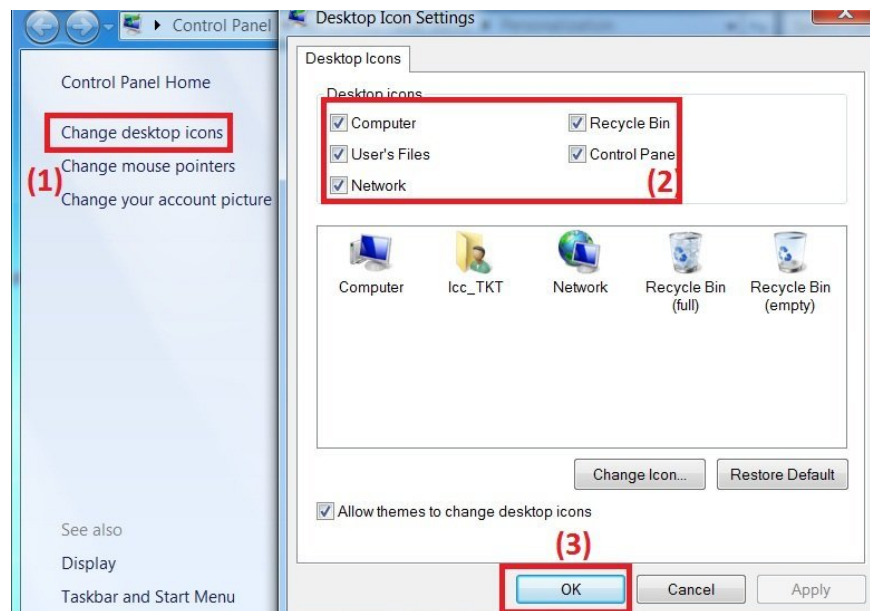 Control Panel
Control Panel Home
Change desktop icons
(1)
Change mouse pointers
Change your account picture
See also
Display
Taskbar and Start Menu
Desktop Icon Settings
Desktop Icons
Desktop icons
Computer
Recycle Bin
User's Files
Control Pane
Network
(2)
Computer
lcc_TKT
Network
Recycle Bin
(full)
Recycle Bin
(empty)
Change Icon...
Restore Default
Allow themes to change desktop icons
(3)
OK
Cancel
Apply